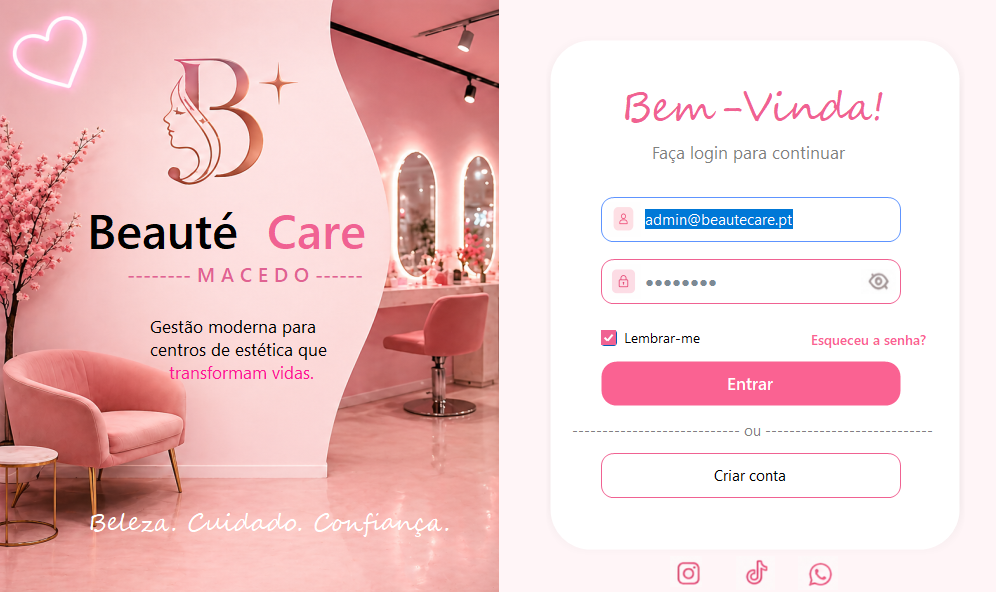 B
Beauté Care
-------- MACEDO ------
Gestão moderna para
centros de estética que
transformam vidas.
Beleza. Cuidado. Confiança.
Bem-Vinda!
Faça login para continuar
admin@beautecare.pt
••••••••
Lembrar-me
Esqueceu a senha?
Entrar
---------------------------- ou ----------------------------
Criar conta